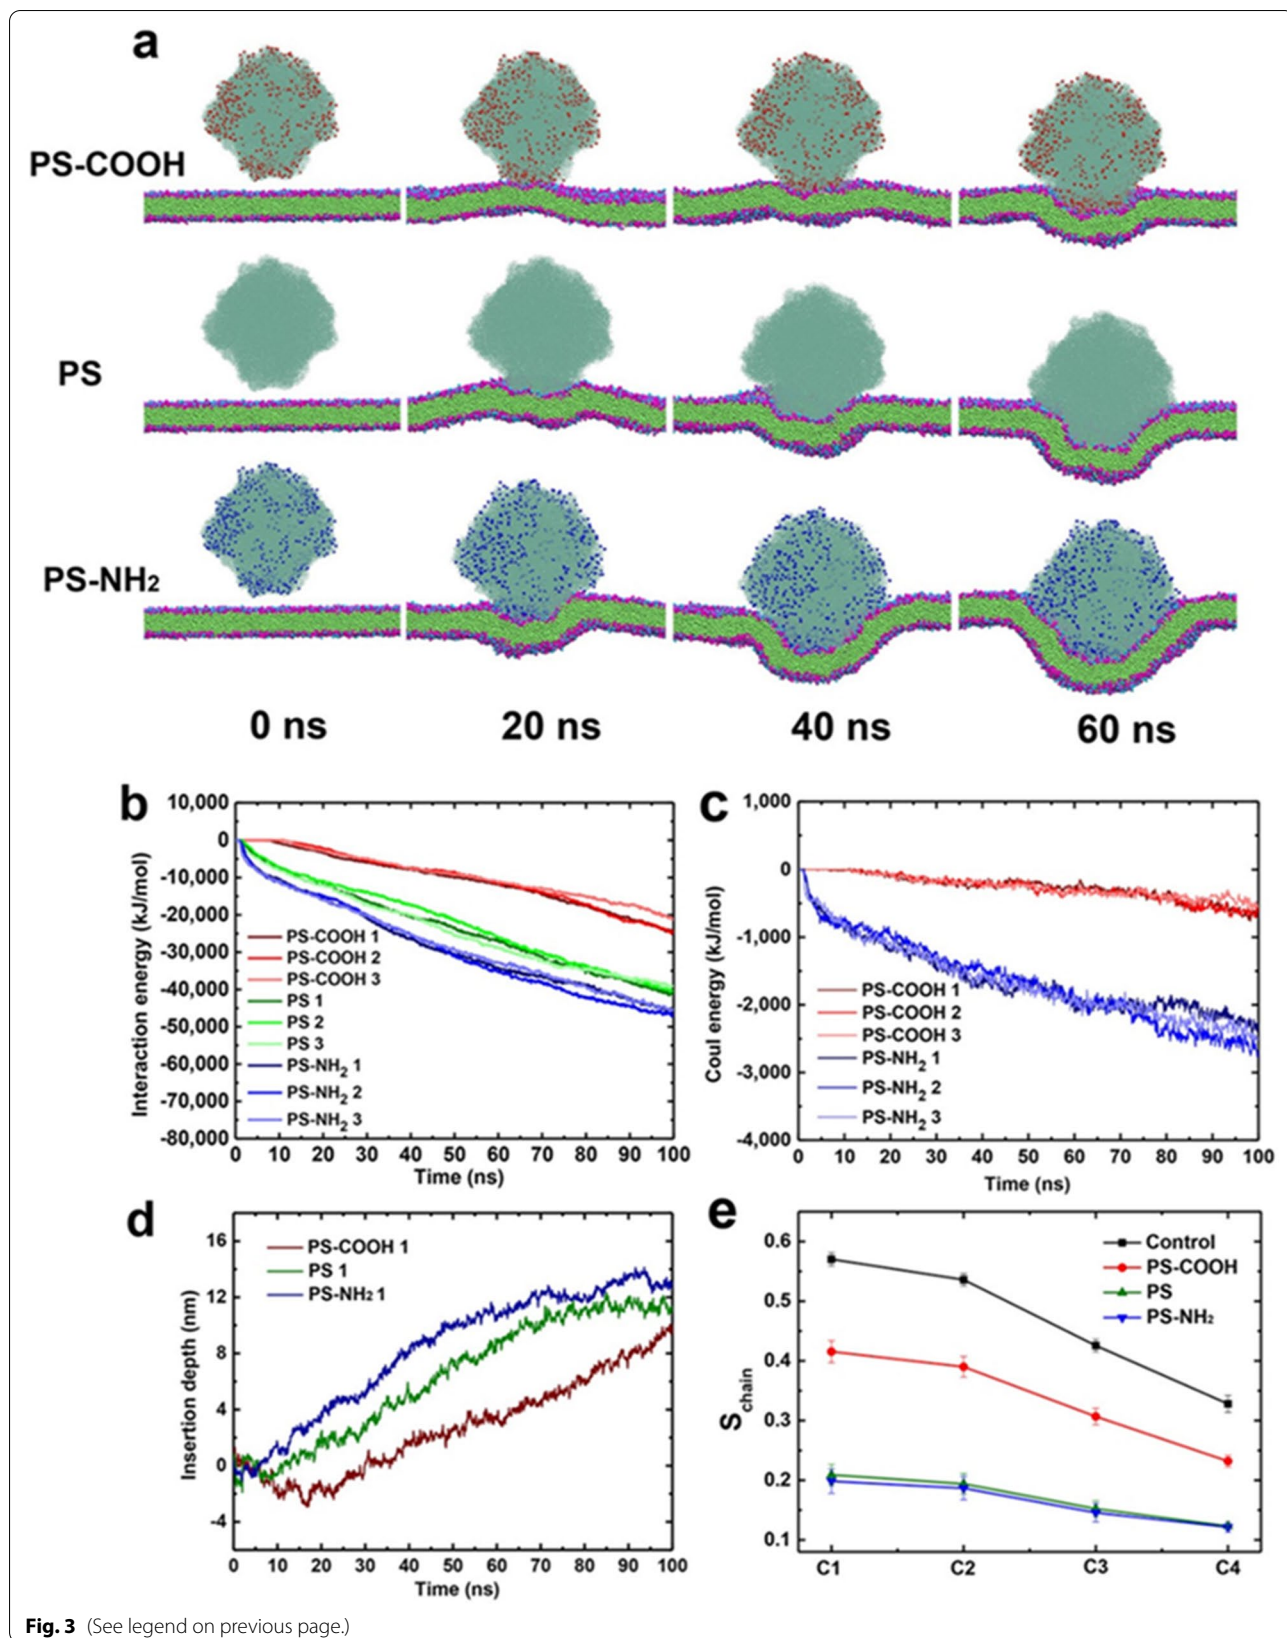 a
PS-COOH
PS
PS-NH2
0 ns 20 ns 40 ns 60 ns
b
10,000
0
-10,000
-20,000
-30,000
-40,000
-50,000
-60,000
-70,000
-80,000
Interaction energy (kJ/mol)
PS-COOH 1
PS-COOH 2
PS-COOH 3
PS 1
PS 2
PS 3
PS-NH2 1
PS-NH2 2
PS-NH2 3
0 10 20 30 40 50 60 70 80 90 100
Time (ns)
c
1,000
0
-1,000
-2,000
-3,000
-4,000
Coul energy (kJ/mol)
PS-COOH 1
PS-COOH 2
PS-COOH 3
PS-NH2 1
PS-NH2 2
PS-NH2 3
0 10 20 30 40 50 60 70 80 90 100
Time (ns)
d
16
12
8
4
0
-4
Insertion depth (nm)
PS-COOH 1
PS 1
PS-NH2 1
0 10 20 30 40 50 60 70 80 90 100
Time (ns)
e
0.6
0.5
0.4
0.3
0.2
0.1
Schain
Control
PS-COOH
PS
PS-NH2
C1 C2 C3 C4
Fig. 3 (See legend on previous page.)